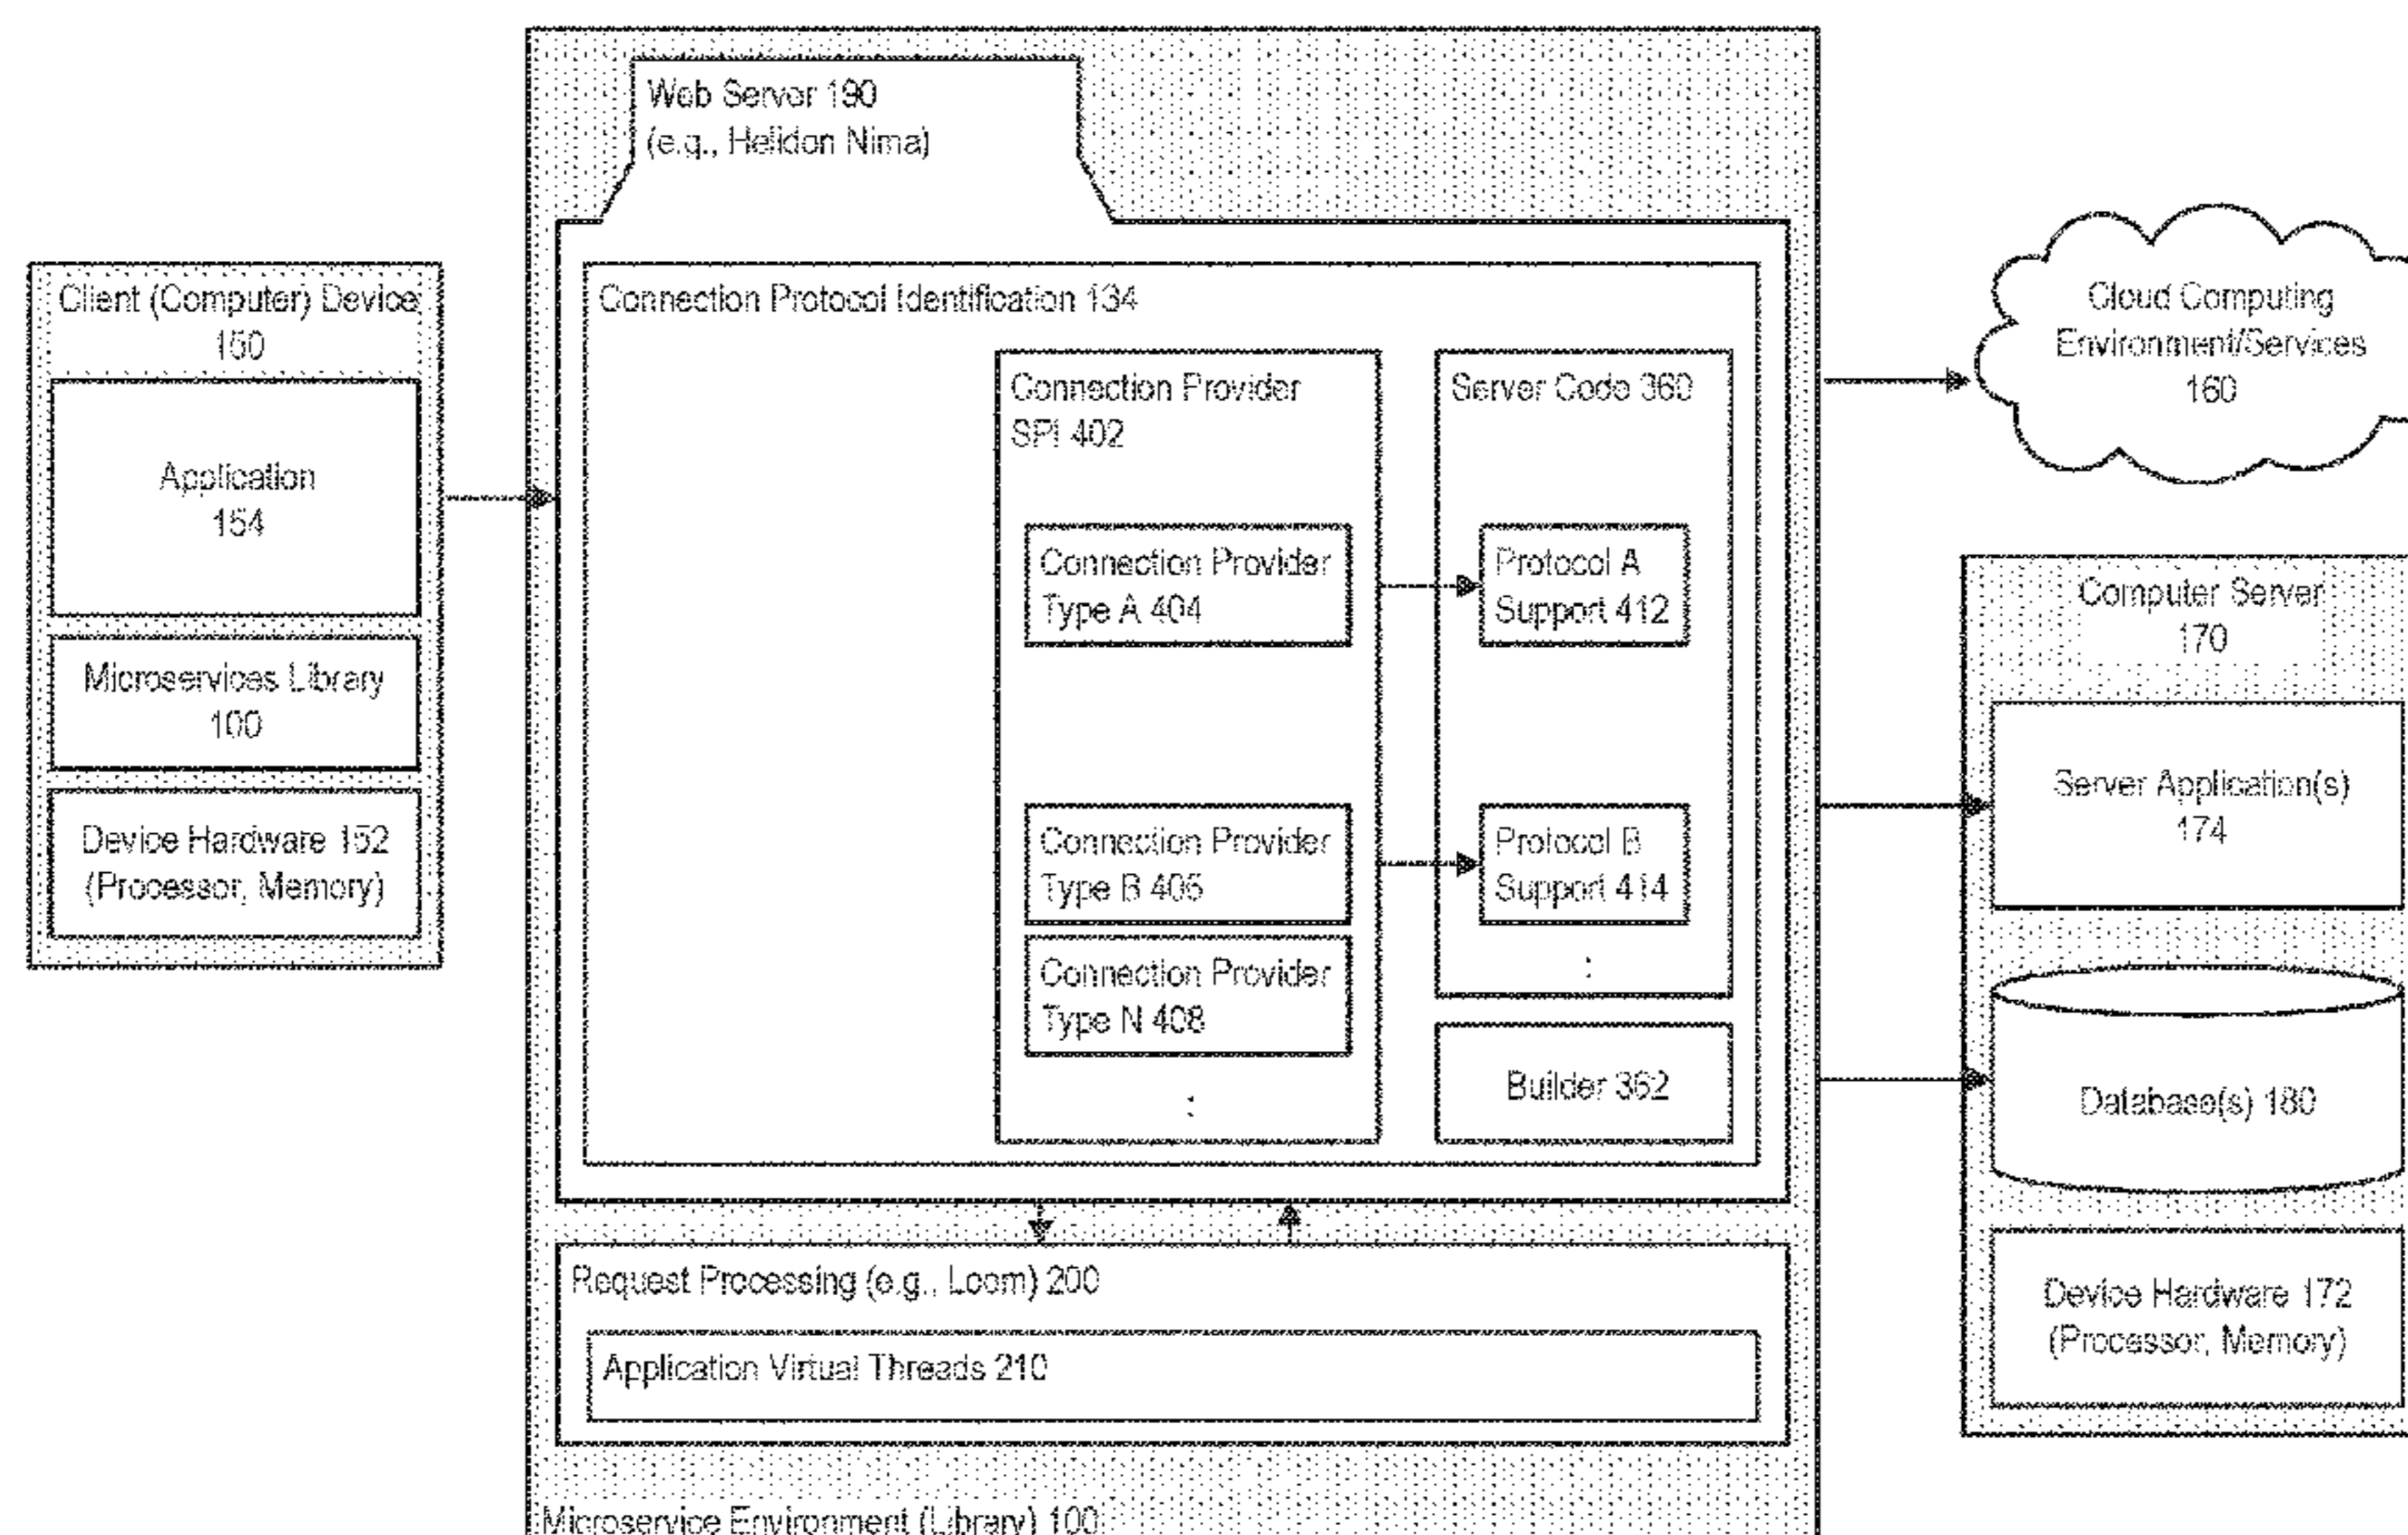 Web Server 190
(e.g., Helidon Nima)
Client (Computer) Device
150
Application
154
Microservices Library
100
Device Hardware 152
(Processor, Memory)
Connection Protocol Identification 134
Connection Provider
SPI 402
Connection Provider
Type A 404
Connection Provider
Type B 406
Connection Provider
Type N 408
:
Server Code 360
Protocol A
Support 412
Protocol B
Support 414
:
Builder 362
Request Processing (e.g., Loom) 200
Application Virtual Threads 210
Microservice Environment (Library) 100
Cloud Computing
Environment/Services
160
Computer Server
170
Server Application(s)
174
Database(s) 180
Device Hardware 172
(Processor, Memory)